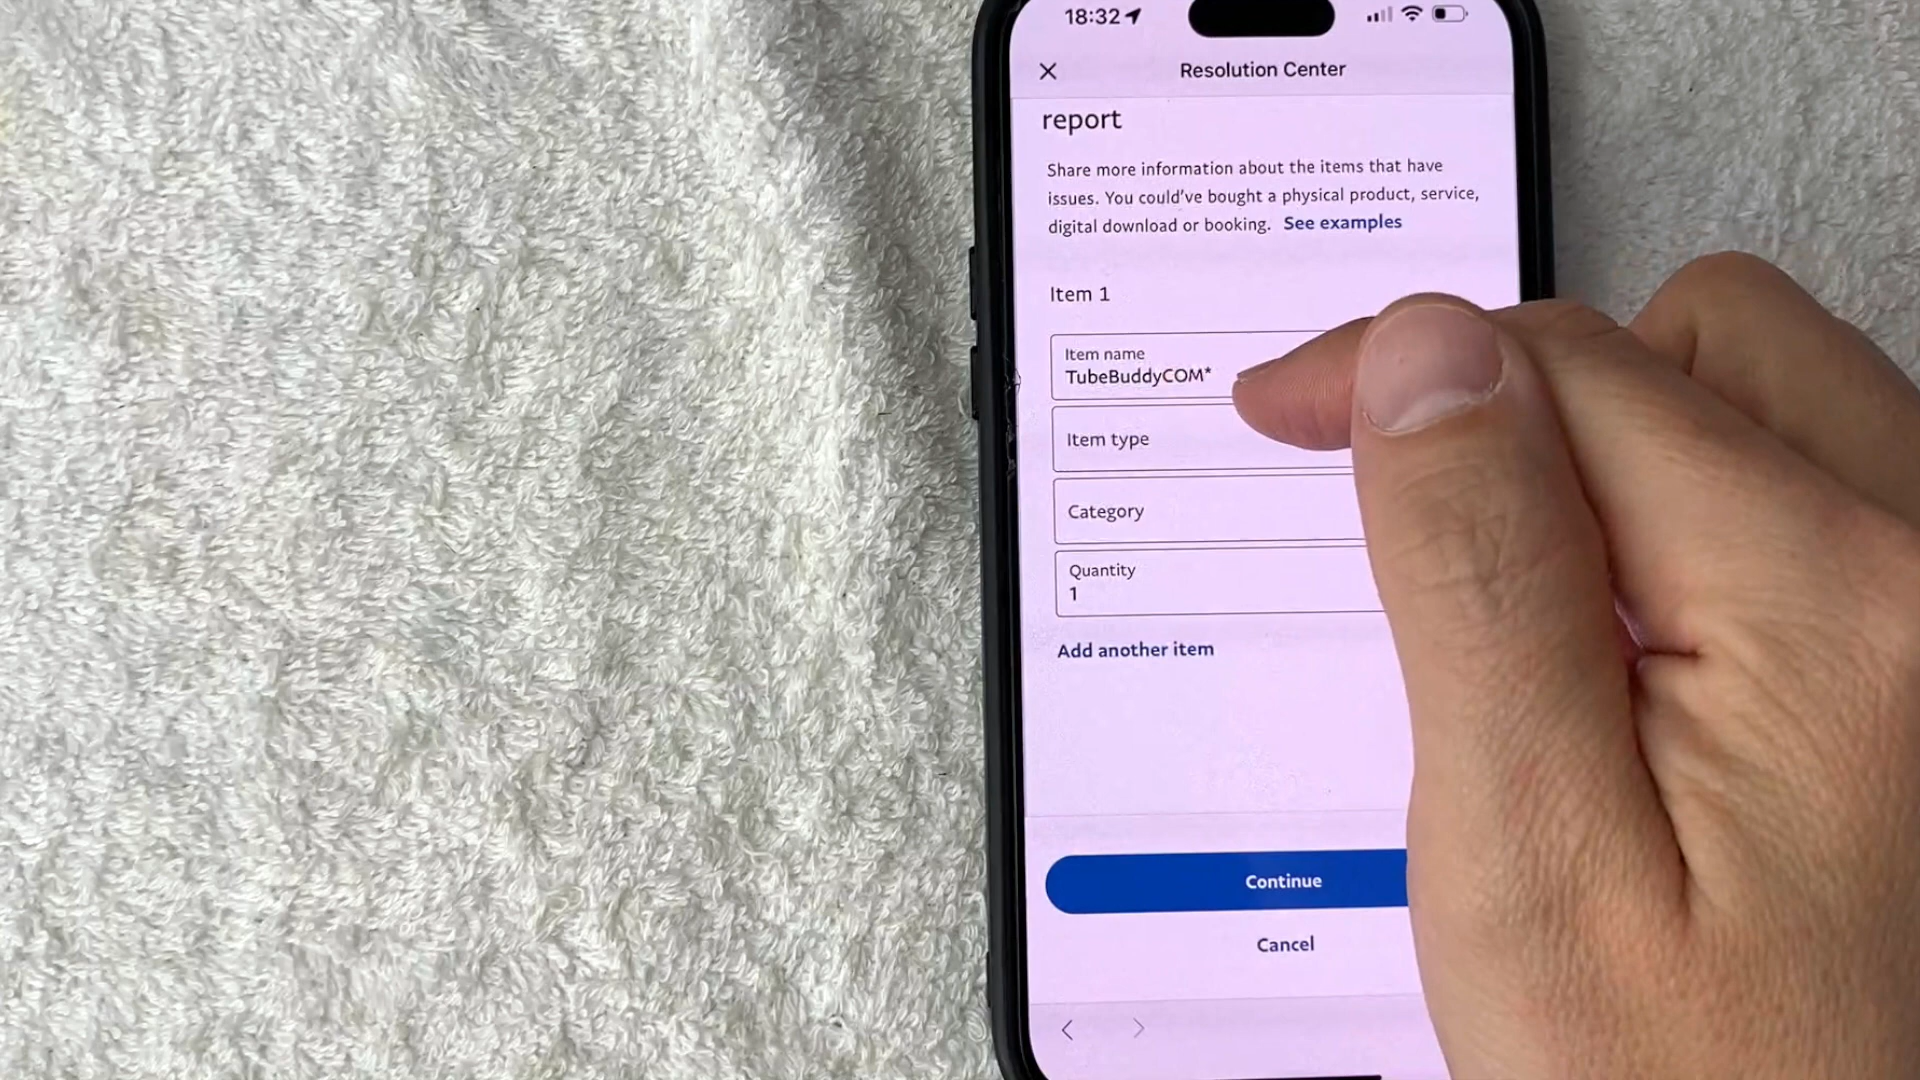 18:32
Resolution Center
report
Share more information about the items that have
issues. You could've bought a physical product, service,
digital download or booking. See examples
Item 1
Item name
TubeBuddyCOM*
Item type
Category
Quantity
1
Add another item
Continue
Cancel